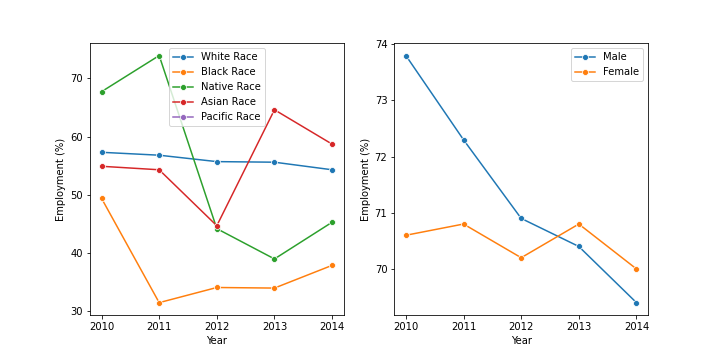 White Race
Black Race
Native Race
Asian Race
Pacific Race
70
60
50
40
30
Employment (%)
2010 2011 2012 2013 2014
Year
Male
Female
74
73
72
71
70
Employment (%)
2010 2011 2012 2013 2014
Year